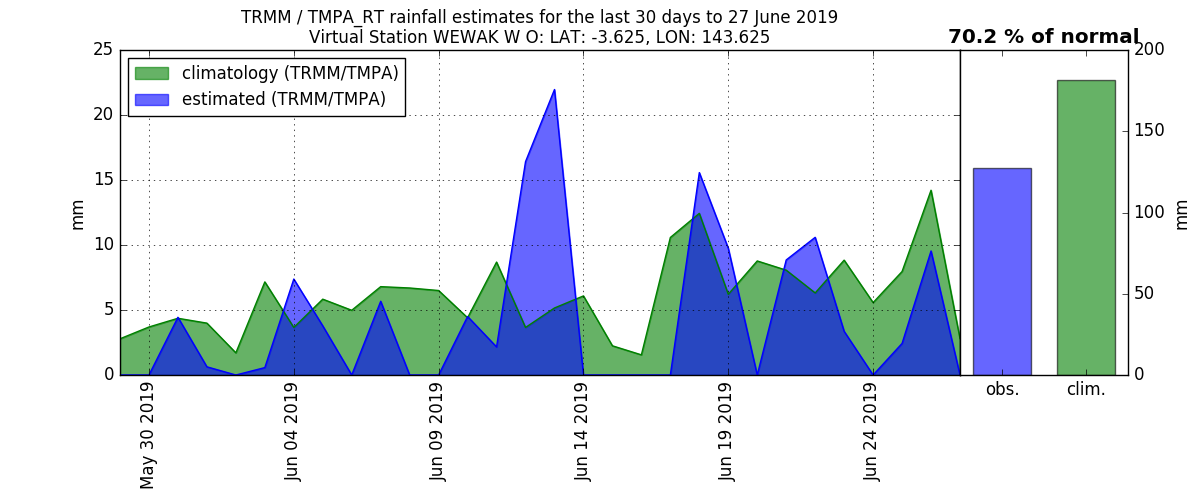 TRMM / TMPA_RT rainfall estimates for the last 30 days to 27 June 2019
Virtual Station WEWAK W O: LAT: -3.625, LON: 143.625
70.2 % of normal
climatology (TRMM/TMPA)
estimated (TRMM/TMPA)
25
20
15
10
5
0
mm
May 30 2019
Jun 04 2019
Jun 09 2019
Jun 14 2019
Jun 19 2019
Jun 24 2019
200
150
100
50
0
mm
obs.
clim.